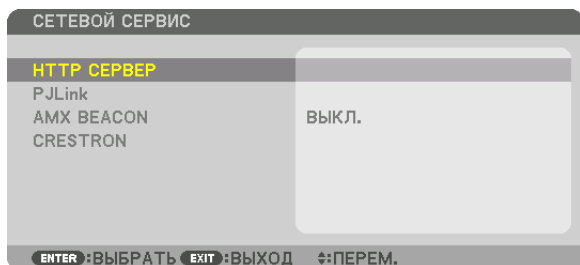 СЕТЕВОЙ СЕРВИС
HTTP СЕРВЕР
PJLink
AMX BEACON ВЫКЛ.
CRESTRON
ENTER :ВЫБРАТЬ EXIT :ВЫХОД ⬍:ПЕРЕМ.